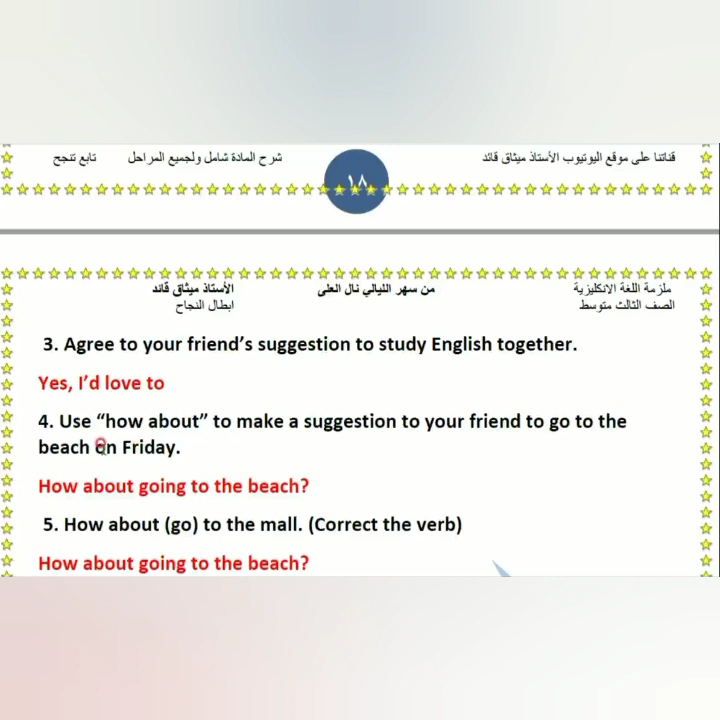 قناتنا على موقع اليوتيوب الأستاذ ميثاق قائد
شرح المادة شامل ولجميع المراحل
تابع تنجح
١٨
ملزمة اللغة الانكليزية
من سهر الليالي نال العلى
الأستاذ ميثاق قائد
الصف الثالث متوسط
ابطال النجاح
3. Agree to your friend’s suggestion to study English together.
Yes, I’d love to
4. Use “how about” to make a suggestion to your friend to go to the
beach on Friday.
How about going to the beach?
5. How about (go) to the mall. (Correct the verb)
How about going to the beach?